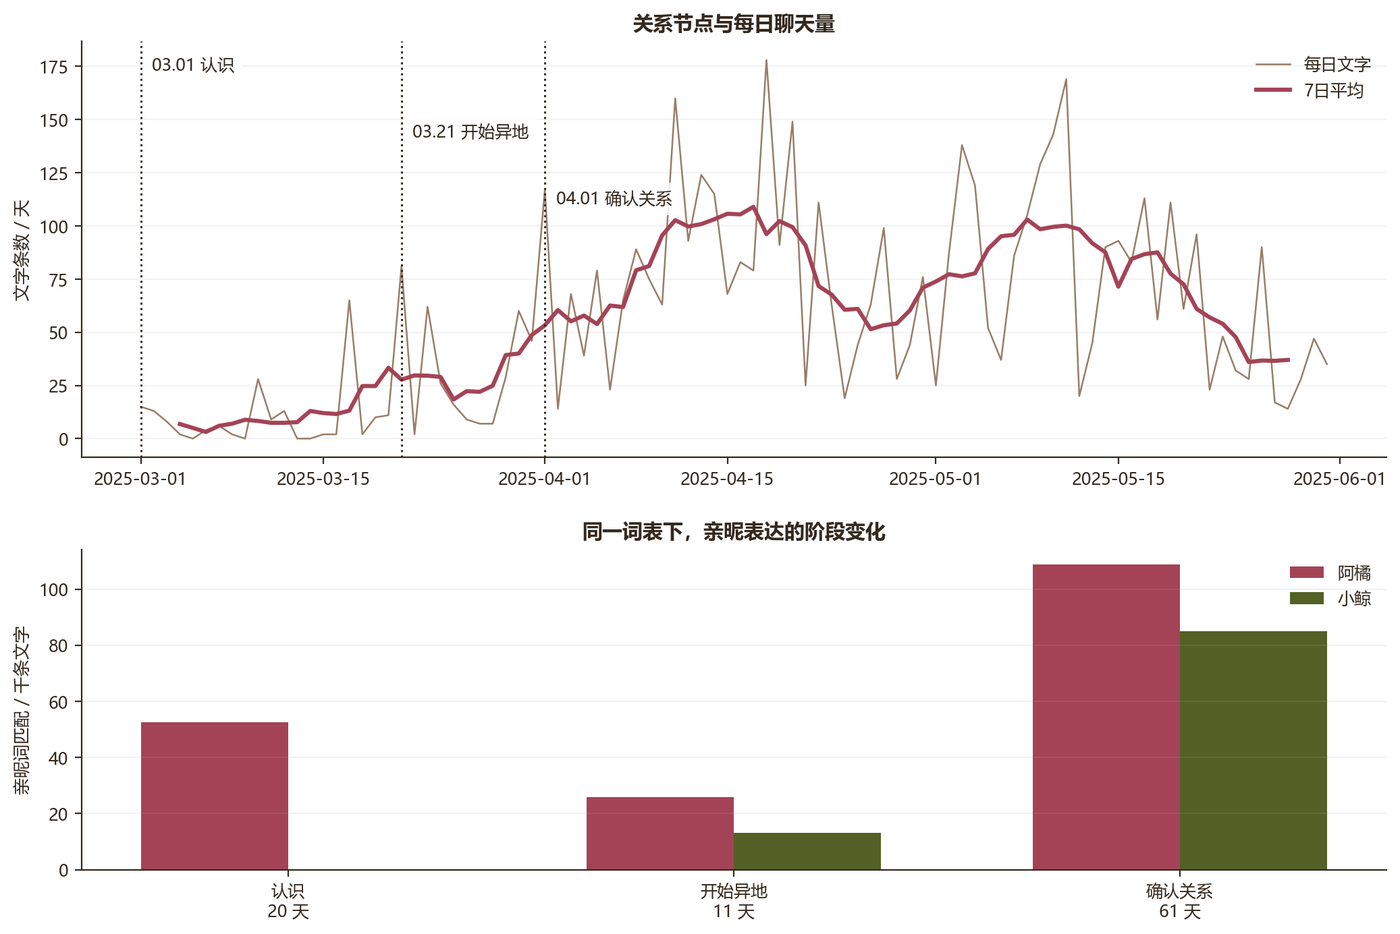 关系节点与每日聊天量
文字条数 / 天
175
150
125
100
75
50
25
0
03.01 认识
03.21 开始异地
04.01 确认关系
每日文字
7日平均
2025-03-01
2025-03-15
2025-04-01
2025-04-15
2025-05-01
2025-05-15
2025-06-01
同一词表下，亲昵表达的阶段变化
亲昵词匹配 / 千条文字
100
80
60
40
20
0
阿橘
小鲸
认识
20 天
开始异地
11 天
确认关系
61 天